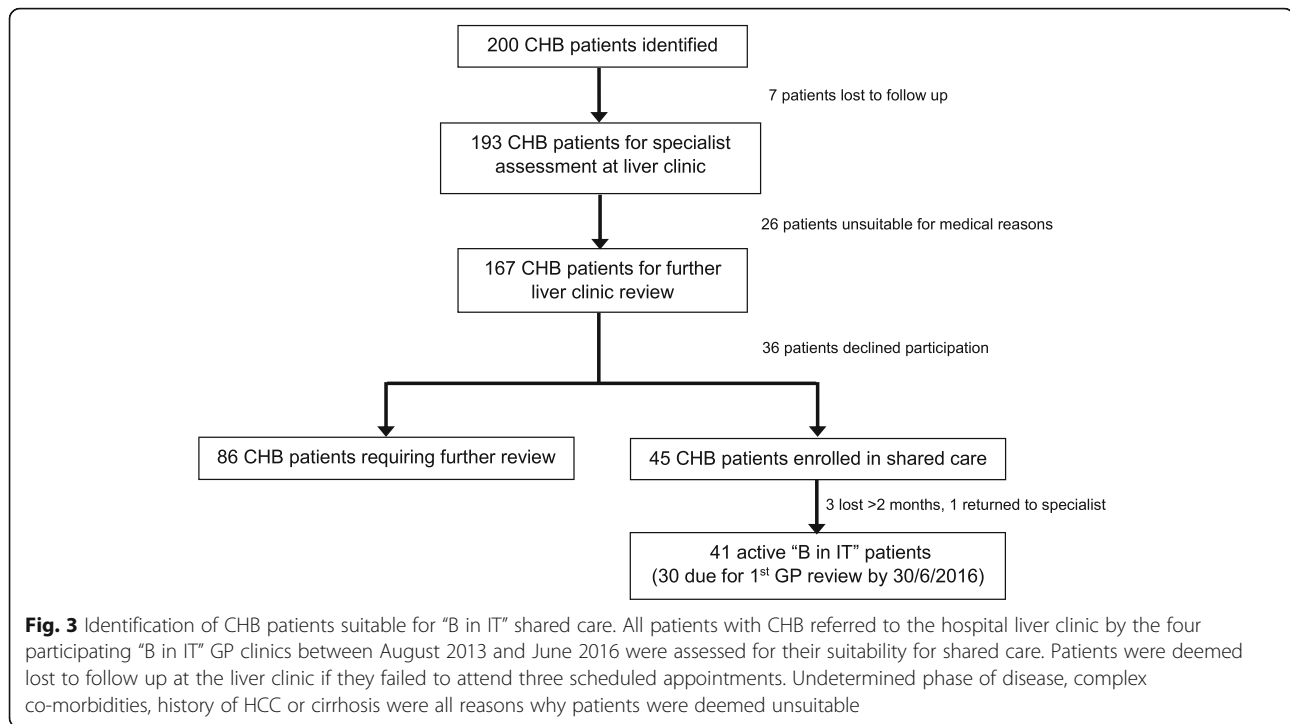 200 CHB patients identified
7 patients lost to follow up
193 CHB patients for specialist
assessment at liver clinic
26 patients unsuitable for medical reasons
167 CHB patients for further
liver clinic review
36 patients declined participation
86 CHB patients requiring further review
45 CHB patients enrolled in shared care
3 lost >2 months, 1 returned to specialist
41 active “B in IT” patients
(30 due for 1st GP review by 30/6/2016)
Fig. 3 Identification of CHB patients suitable for “B in IT” shared care. All patients with CHB referred to the hospital liver clinic by the four
participating “B in IT” GP clinics between August 2013 and June 2016 were assessed for their suitability for shared care. Patients were deemed
lost to follow up at the liver clinic if they failed to attend three scheduled appointments. Undetermined phase of disease, complex
co-morbidities, history of HCC or cirrhosis were all reasons why patients were deemed unsuitable